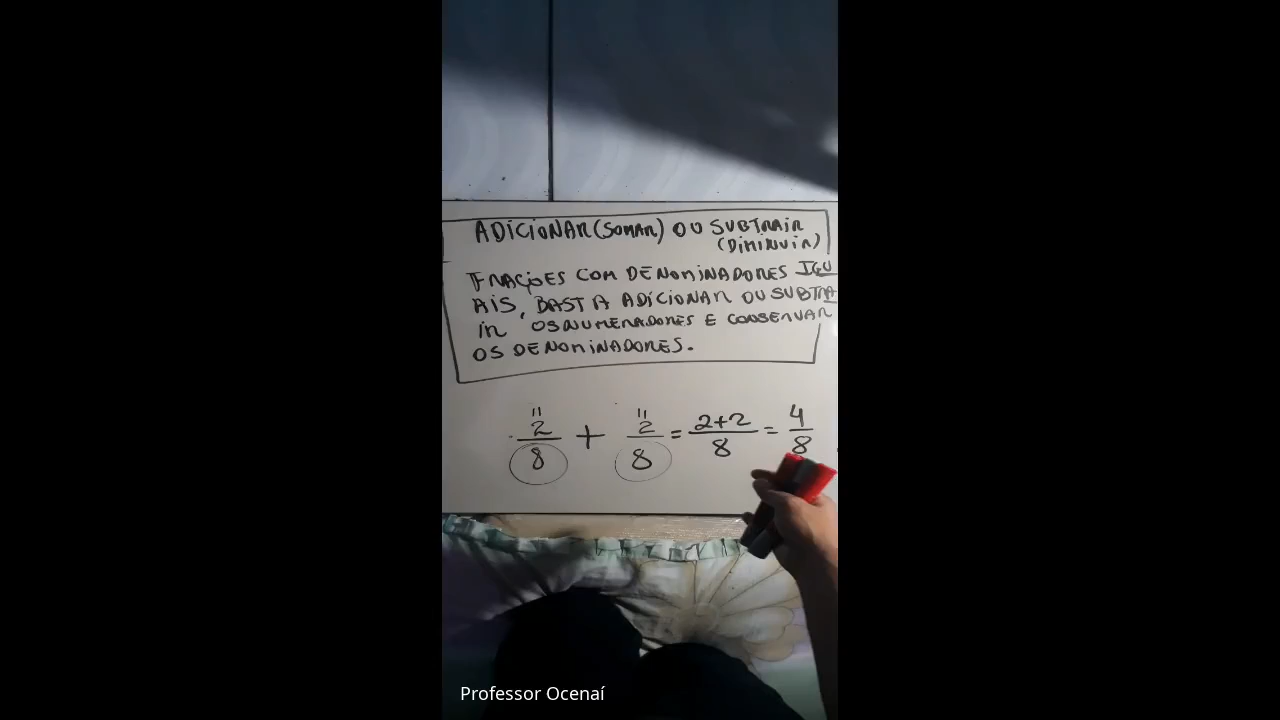 ADICIONAR (SOMAR) OU SUBTRAIR
(DIMINUIR)
FRAÇÕES COM DENOMINADORES IGU
AIS, BASTA ADICIONAR OU SUBTRA
IR OS NUMERADORES E CONSERVAR
OS DENOMINADORES.
2/8 + 2/8 = 2+2/8 = 4/8
Professor Ocenaí